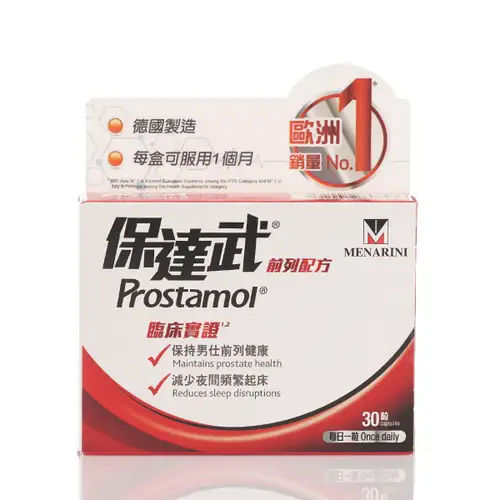 德國製造
每盒可服用1個月
歐洲
銷量 No.1
保達武®
前列配方
MENARINI
Prostamol®
臨床實證1,2
保持男仕前列健康
Maintains prostate health
減少夜間頻繁起床
Reduces sleep disruptions
30粒
capsules
每日一粒 Once daily